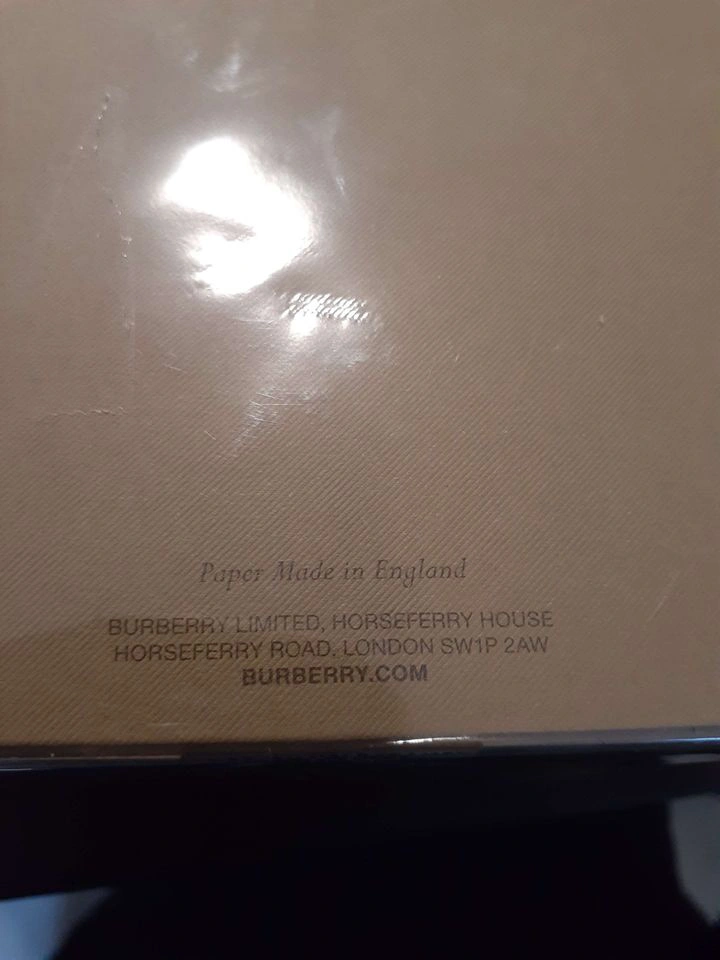 Paper Made in England
BURBERRY LIMITED, HORSEFERRY HOUSE
HORSEFERRY ROAD, LONDON SW1P 2AW
BURBERRY.COM